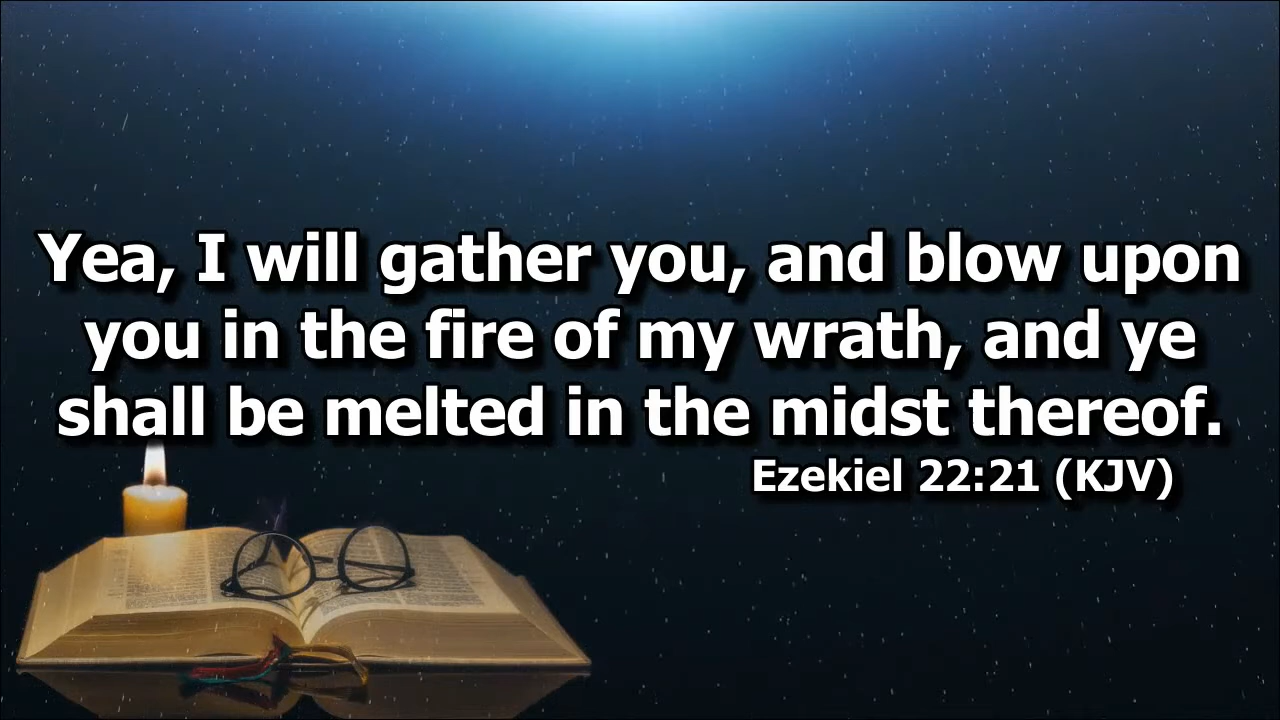 Yea, I will gather you, and blow upon
you in the fire of my wrath, and ye
shall be melted in the midst thereof.
Ezekiel 22:21 (KJV)